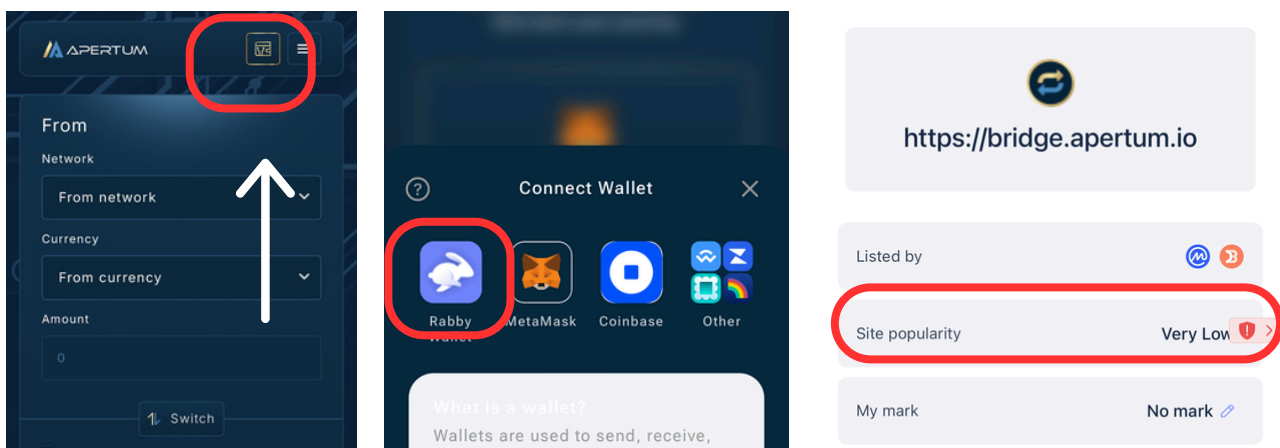 APERTUM
From
Network
From network
Currency
From currency
Amount
0
Switch
Connect Wallet
Rabby
Wallet
MetaMask
Coinbase
Other
What is a wallet?
Wallets are used to send, receive,
https://bridge.apertum.io
Listed by
Site popularity
Very Low
My mark
No mark